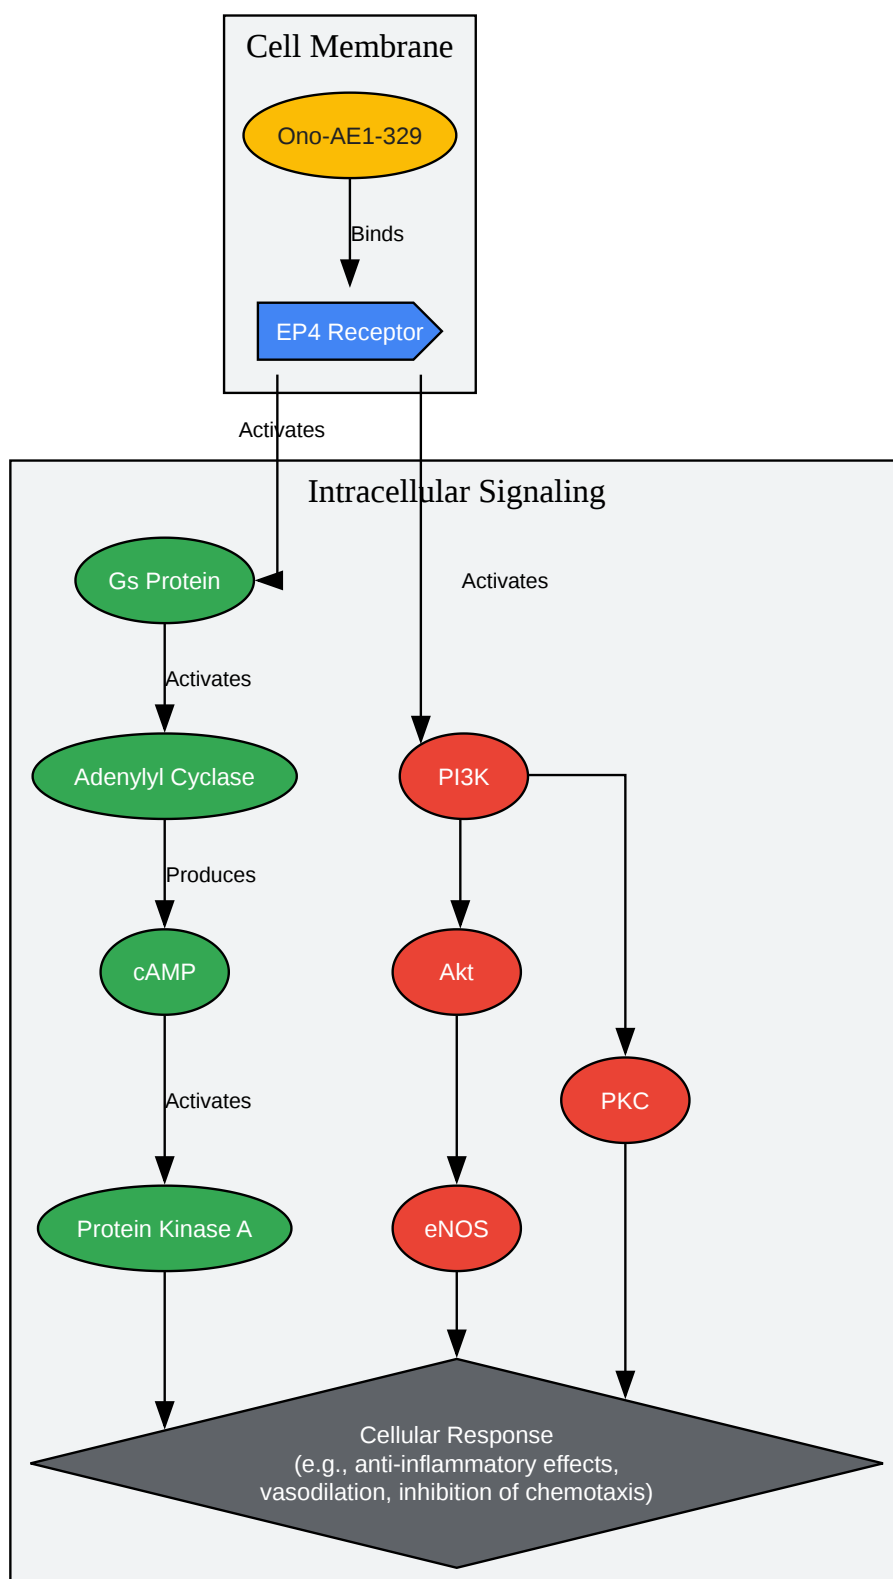 Cell Membrane
Ono-AE1-329
Binds
EP4 Receptor
Activates
Intracellular Signaling
Gs Protein
Activates
Activates
Adenylyl Cyclase
PI3K
Produces
cAMP
Akt
Activates
PKC
Protein Kinase A
eNOS
Cellular Response
(e.g., anti-inflammatory effects,
vasodilation, inhibition of chemotaxis)